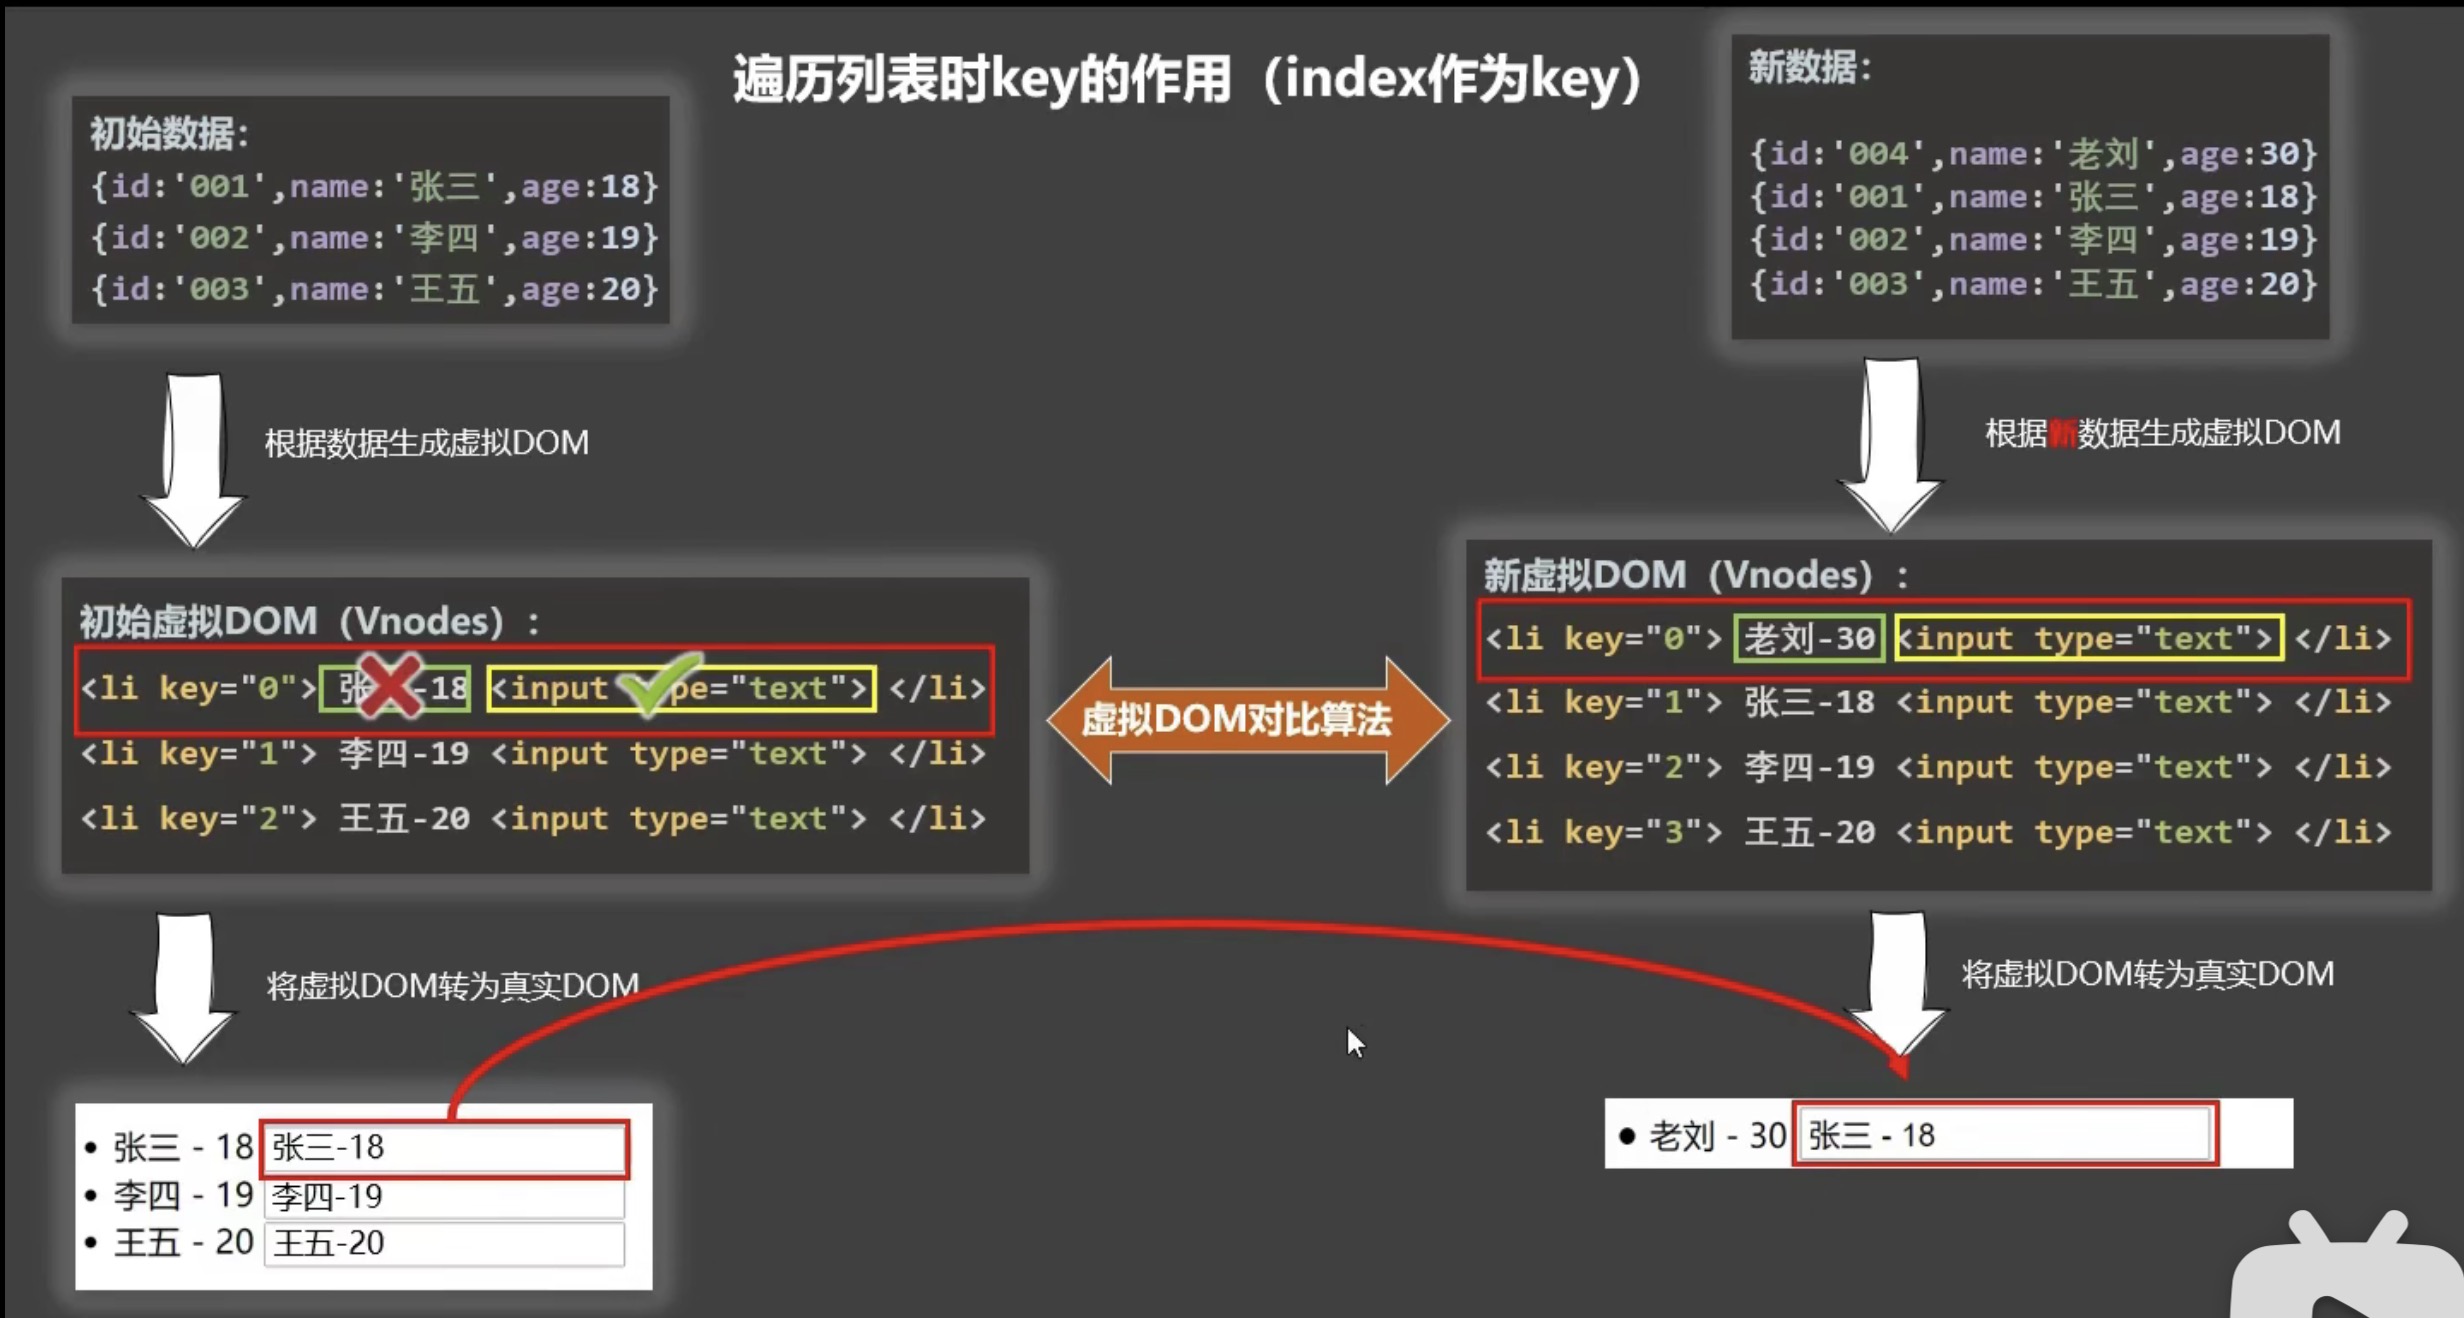 遍历列表时key的作用（index作为key）
初始数据：
{id:'001',name:'张三',age:18}
{id:'002',name:'李四',age:19}
{id:'003',name:'王五',age:20}
新数据：
{id:'004',name:'老刘',age:30}
{id:'001',name:'张三',age:18}
{id:'002',name:'李四',age:19}
{id:'003',name:'王五',age:20}
根据数据生成虚拟DOM
根据新数据生成虚拟DOM
初始虚拟DOM（Vnodes）：
<li key="0"> 张 -18 <input pe="text"> </li>
<li key="1"> 李四-19 <input type="text"> </li>
<li key="2"> 王五-20 <input type="text"> </li>
虚拟DOM对比算法
新虚拟DOM（Vnodes）：
<li key="0"> 老刘-30 <input type="text"> </li>
<li key="1"> 张三-18 <input type="text"> </li>
<li key="2"> 李四-19 <input type="text"> </li>
<li key="3"> 王五-20 <input type="text"> </li>
将虚拟DOM转为真实DOM
将虚拟DOM转为真实DOM
• 张三 - 18 张三-18
• 李四 - 19 李四-19
• 王五 - 20 王五-20
• 老刘 - 30 张三 - 18